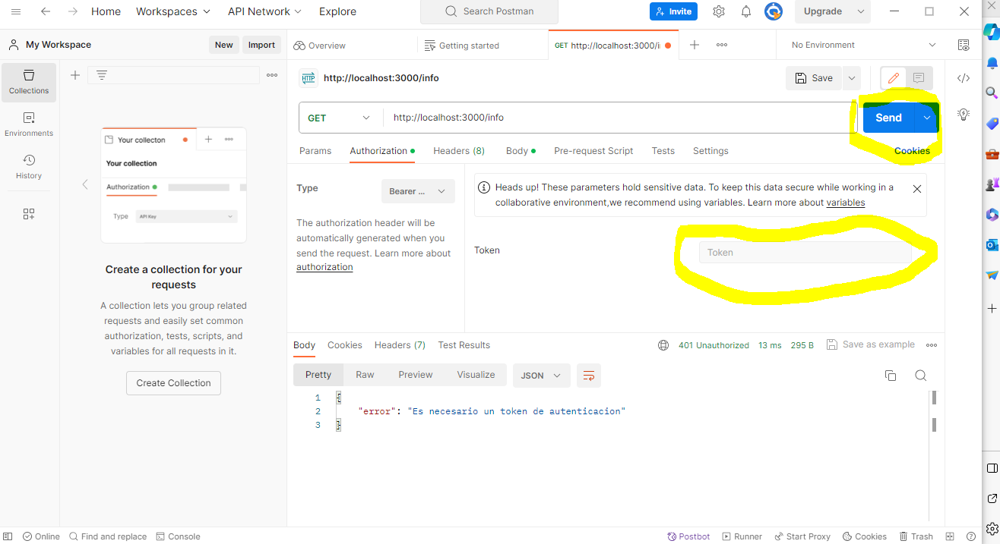 Home Workspaces API Network Explore Search Postman Invite Upgrade
My Workspace New Import Overview Getting started GET http://localhost:3000/i No Environment
Collections
Environments
History
Your collecton
Your collection
Authorization
Type API Key
Create a collection for your
requests
A collection lets you group related
requests and easily set common
authorization, tests, scripts, and
variables for all requests in it.
Create Collection
HTTP http://localhost:3000/info Save
GET http://localhost:3000/info Send
Params Authorization Headers (8) Body Pre-request Script Tests Settings Cookies
Type Bearer ...
The authorization header will be
automatically generated when you
send the request. Learn more about
authorization
Heads up! These parameters hold sensitive data. To keep this data secure while working in a
collaborative environment,we recommend using variables. Learn more about variables
Token Token
Body Cookies Headers (7) Test Results 401 Unauthorized 13 ms 295 B Save as example
Pretty Raw Preview Visualize JSON
1 {
2 "error": "Es necesario un token de autenticacion"
3 }
Online Find and replace Console Postbot Runner Start Proxy Cookies Trash